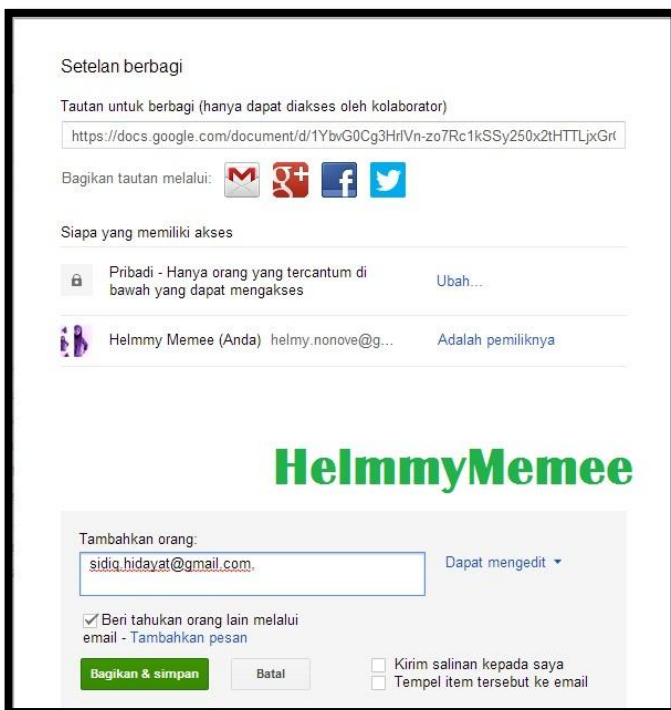 Setelan berbagi
Tautan untuk berbagi (hanya dapat diakses oleh kolaborator)
https://docs.google.com/document/d/1YbvG0Cg3HrlVn-zo7Rc1kSSy250x2tHTTLjxGr
Bagikan tautan melalui:
Siapa yang memiliki akses
Pribadi - Hanya orang yang tercantum di
bawah yang dapat mengakses
Ubah...
Helmmy Memee (Anda) helmy.nonove@g...
Adalah pemiliknya
HelmmyMemee
Tambahkan orang:
sidiq.hidayat@gmail.com,
Dapat mengedit
Beri tahukan orang lain melalui
email - Tambahkan pesan
Bagikan & simpan
Batal
Kirim salinan kepada saya
Tempel item tersebut ke email